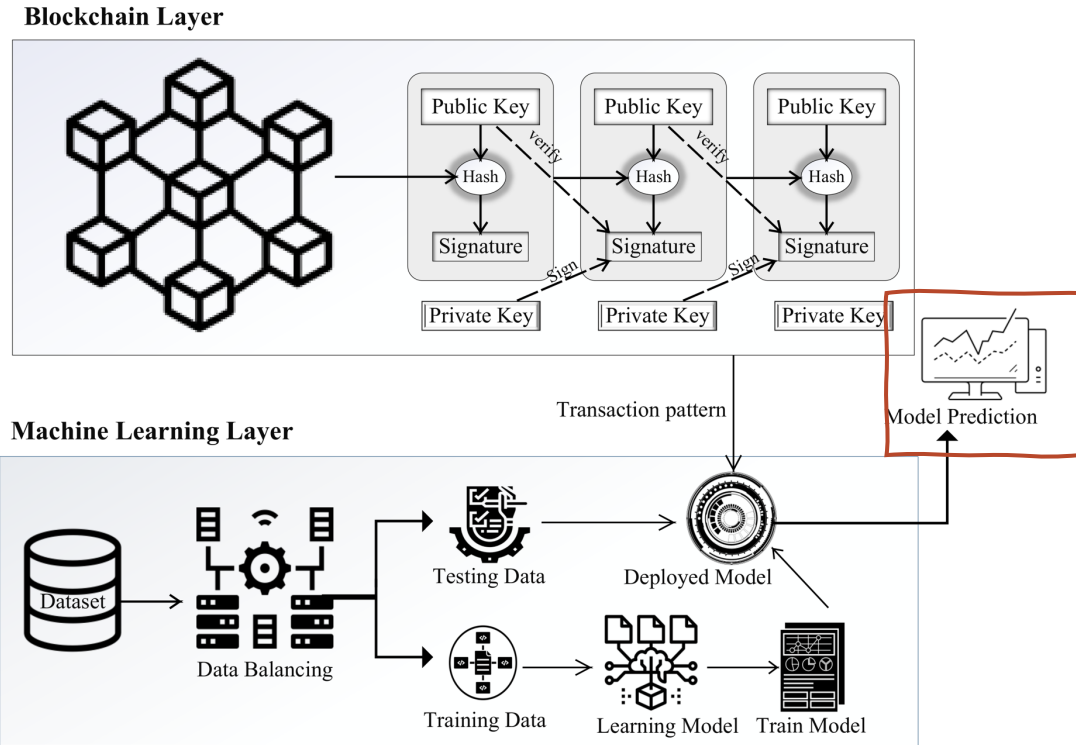 Blockchain Layer
Public Key
Public Key
Public Key
verify
verify
Hash
Hash
Hash
Signature
Signature
Signature
Sign
Sign
Private Key
Private Key
Private Key
Transaction pattern
Model Prediction
Machine Learning Layer
Dataset
Data Balancing
Testing Data
Deployed Model
Training Data
Learning Model
Train Model